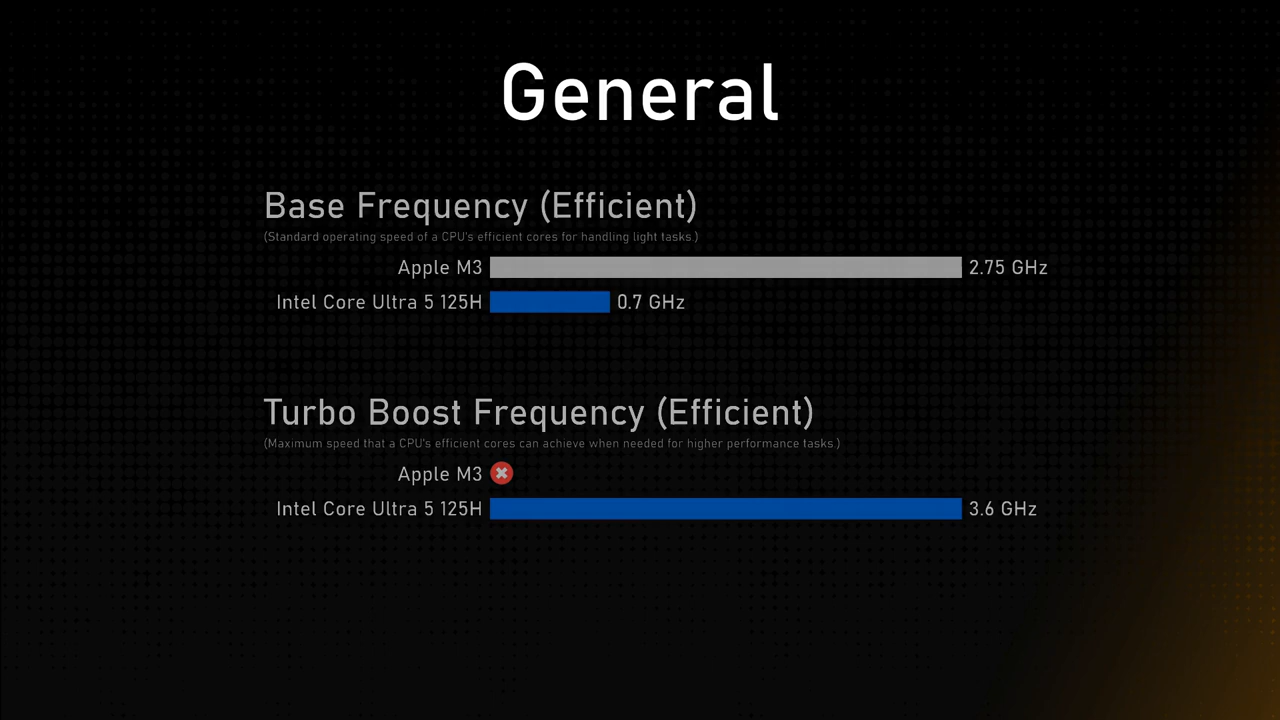 General
Base Frequency (Efficient)
(Standard operating speed of a CPU's efficient cores for handling light tasks.)
Apple M3 2.75 GHz
Intel Core Ultra 5 125H 0.7 GHz
Turbo Boost Frequency (Efficient)
(Maximum speed that a CPU's efficient cores can achieve when needed for higher performance tasks.)
Apple M3
Intel Core Ultra 5 125H 3.6 GHz